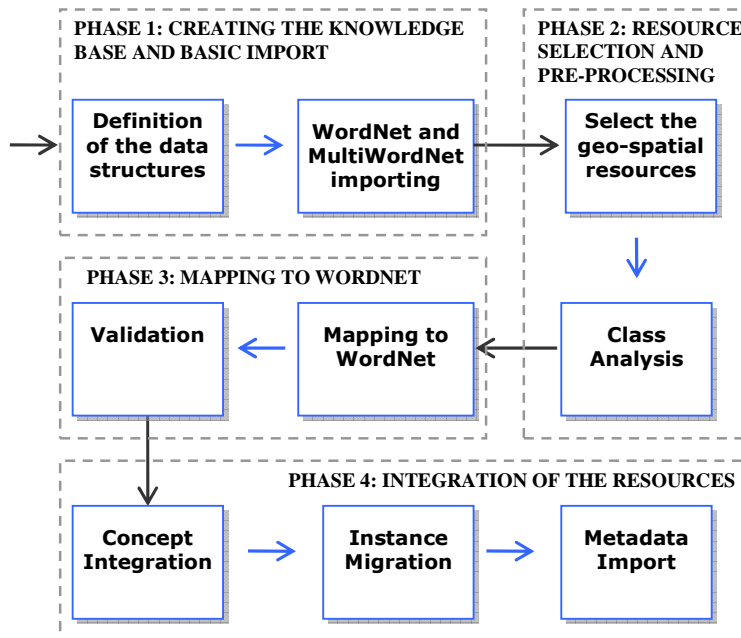 PHASE 1: CREATING THE KNOWLEDGE
BASE AND BASIC IMPORT
Definition
of the data
structures
WordNet and
MultiWordNet
importing
PHASE 2: RESOURCE
SELECTION AND
PRE-PROCESSING
Select the
geo-spatial
resources
Class
Analysis
PHASE 3: MAPPING TO WORDNET
Mapping to
WordNet
Validation
PHASE 4: INTEGRATION OF THE RESOURCES
Concept
Integration
Instance
Migration
Metadata
Import